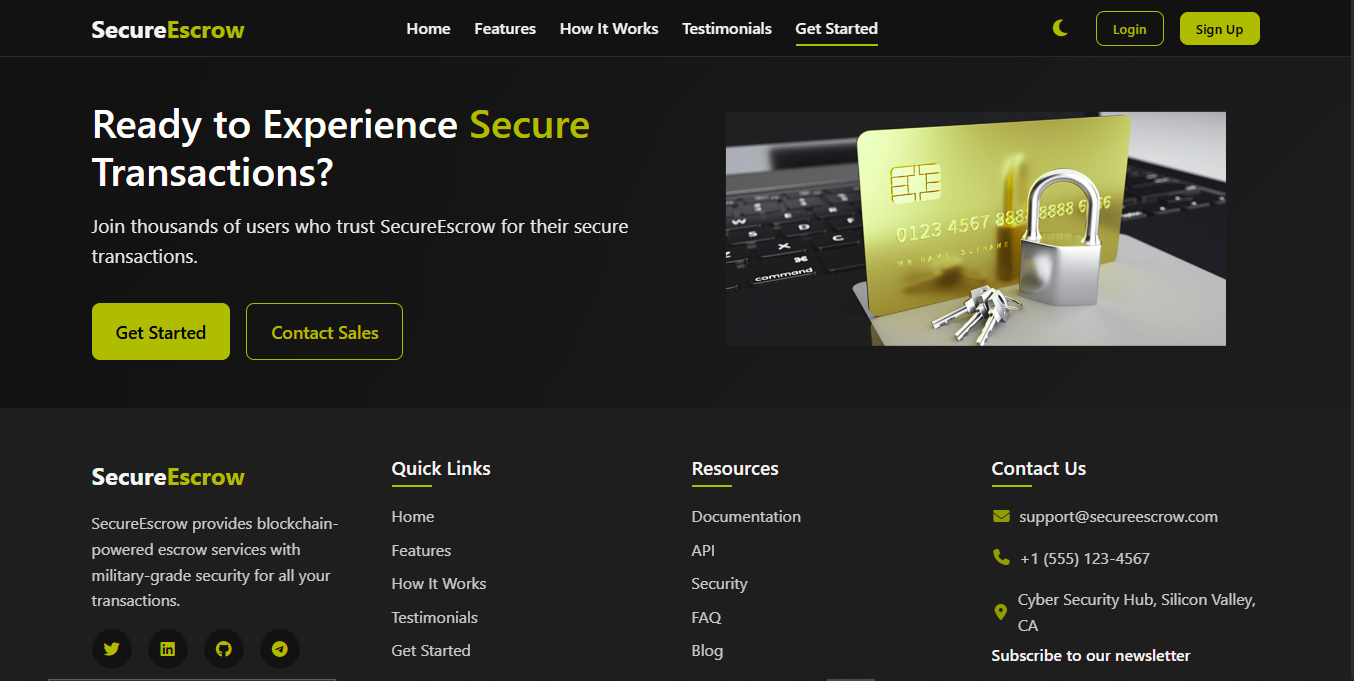 SecureEscrow
Home
Features
How It Works
Testimonials
Get Started
Login
Sign Up
Ready to Experience Secure
Transactions?
Join thousands of users who trust SecureEscrow for their secure
transactions.
Get Started
Contact Sales
W
S
D
X
C
⌘
command
0123 4567 888 8888 6 66
MR NAME SURNAME
SecureEscrow
SecureEscrow provides blockchain-
powered escrow services with
military-grade security for all your
transactions.
Quick Links
Home
Features
How It Works
Testimonials
Get Started
Resources
Documentation
API
Security
FAQ
Blog
Contact Us
support@secureescrow.com
+1 (555) 123-4567
Cyber Security Hub, Silicon Valley,
CA
Subscribe to our newsletter